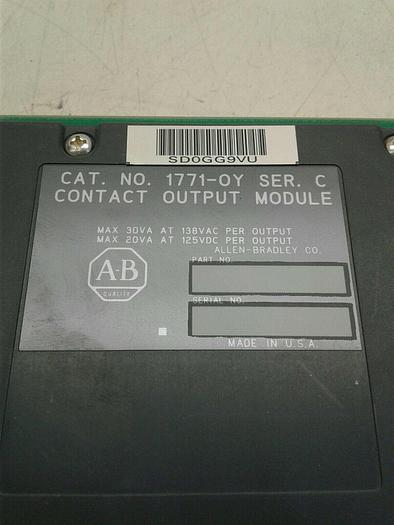 SD0GG9VU
CAT. NO. 1771-OY SER. C
CONTACT OUTPUT MODULE
MAX 30VA AT 138VAC PER OUTPUT
MAX 20VA AT 125VDC PER OUTPUT
ALLEN-BRADLEY CO.
PART NO.
A-B
QUALITY
SERIAL NO.
MADE IN U.S.A.